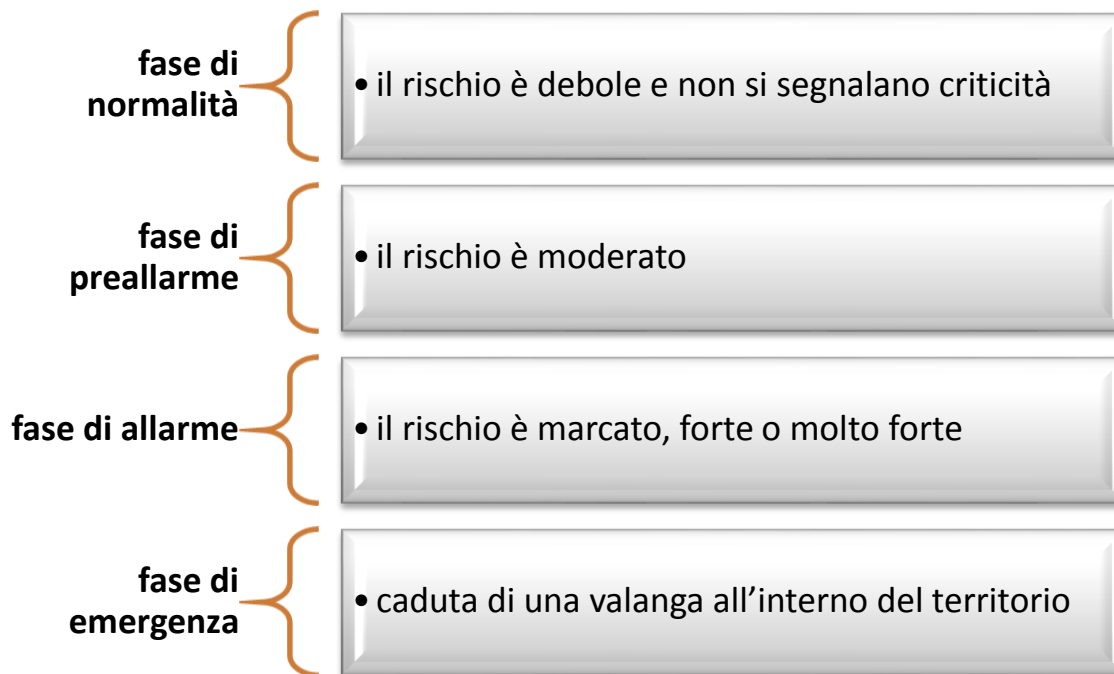 fase di
normalità
• il rischio è debole e non si segnalano criticità
fase di
preallarme
• il rischio è moderato
fase di allarme
• il rischio è marcato, forte o molto forte
fase di
emergenza
• caduta di una valanga all’interno del territorio